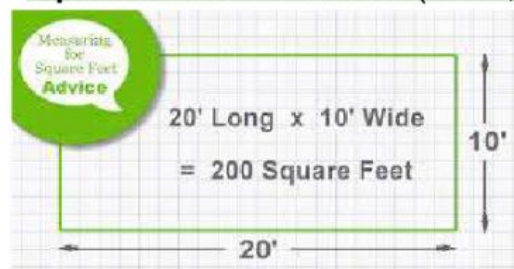 Measuring
for
Square Feet
Advice
20' Long x 10' Wide
= 200 Square Feet
10'
20'